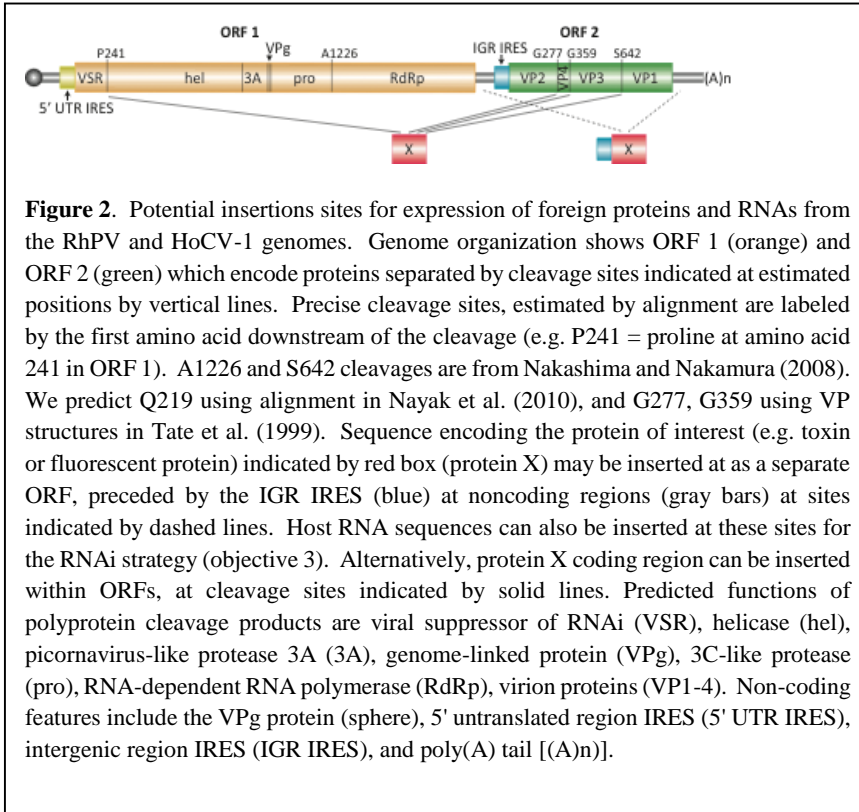 ORF 1
ORF 2
P241
VPg
A1226
IGR IRES
G277
G359
S642
VSR
hel
3A
pro
RdRp
VP2
VP4
VP3
VP1
(A)n
5' UTR IRES
X
X
Figure 2. Potential insertions sites for expression of foreign proteins and RNAs from
the RhPV and HoCV-1 genomes. Genome organization shows ORF 1 (orange) and
ORF 2 (green) which encode proteins separated by cleavage sites indicated at estimated
positions by vertical lines. Precise cleavage sites, estimated by alignment are labeled
by the first amino acid downstream of the cleavage (e.g. P241 = proline at amino acid
241 in ORF 1). A1226 and S642 cleavages are from Nakashima and Nakamura (2008).
We predict Q219 using alignment in Nayak et al. (2010), and G277, G359 using VP
structures in Tate et al. (1999). Sequence encoding the protein of interest (e.g. toxin
or fluorescent protein) indicated by red box (protein X) may be inserted at as a separate
ORF, preceded by the IGR IRES (blue) at noncoding regions (gray bars) at sites
indicated by dashed lines. Host RNA sequences can also be inserted at these sites for
the RNAi strategy (objective 3). Alternatively, protein X coding region can be inserted
within ORFs, at cleavage sites indicated by solid lines. Predicted functions of
polyprotein cleavage products are viral suppressor of RNAi (VSR), helicase (hel),
picornavirus-like protease 3A (3A), genome-linked protein (VPg), 3C-like protease
(pro), RNA-dependent RNA polymerase (RdRp), virion proteins (VP1-4). Non-coding
features include the VPg protein (sphere), 5' untranslated region IRES (5' UTR IRES),
intergenic region IRES (IGR IRES), and poly(A) tail [(A)n)].